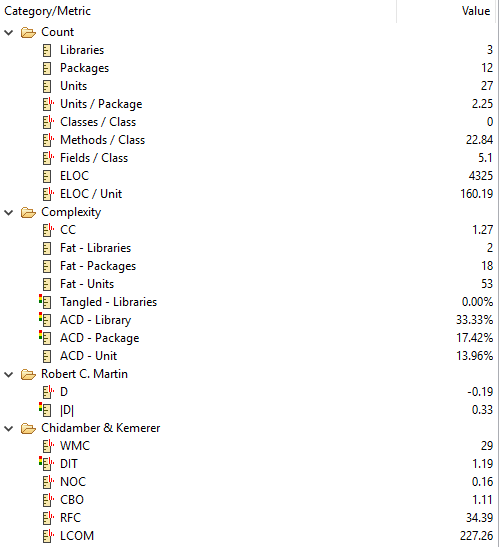 Category/Metric Value
Count
Libraries 3
Packages 12
Units 27
Units / Package 2.25
Classes / Class 0
Methods / Class 22.84
Fields / Class 5.1
ELOC 4325
ELOC / Unit 160.19
Complexity
CC 1.27
Fat - Libraries 2
Fat - Packages 18
Fat - Units 53
Tangled - Libraries 0.00%
ACD - Library 33.33%
ACD - Package 17.42%
ACD - Unit 13.96%
Robert C. Martin
D -0.19
|D| 0.33
Chidamber & Kemerer
WMC 29
DIT 1.19
NOC 0.16
CBO 1.11
RFC 34.39
LCOM 227.26